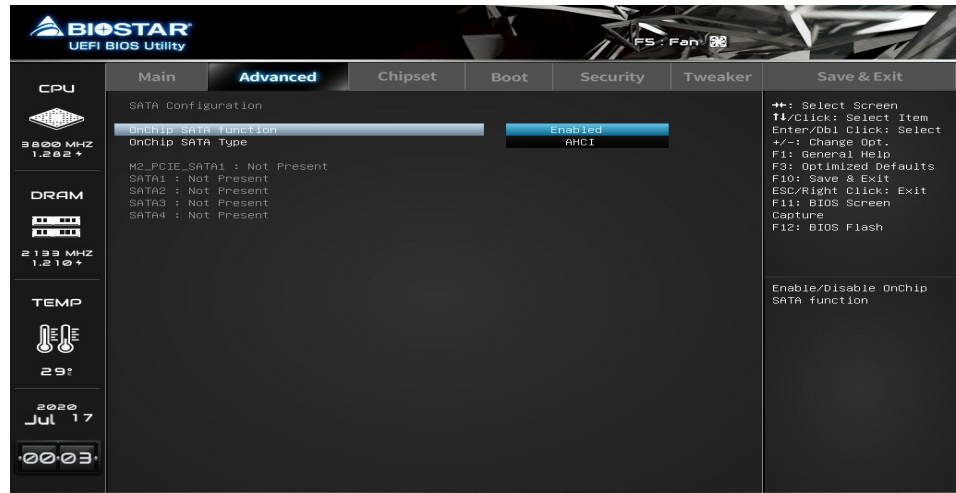 BIOSTAR®
UEFI BIOS Utility
F5 : Fan
Main Advanced Chipset Boot Security Tweaker Save & Exit
CPU
3800 MHZ
1.282 V
DRAM
2133 MHZ
1.210 V
TEMP
29°C
2020
Jul 17
00:03
SATA Configuration
OnChip SATA function Enabled
OnChip SATA Type AHCI
M2_PCIE_SATA1 : Not Present
SATA1 : Not Present
SATA2 : Not Present
SATA3 : Not Present
SATA4 : Not Present
→←: Select Screen
↑↓/Click: Select Item
Enter/Dbl Click: Select
+/-: Change Opt.
F1: General Help
F3: Optimized Defaults
F10: Save & Exit
ESC/Right Click: Exit
F11: BIOS Screen
Capture
F12: BIOS Flash
Enable/Disable OnChip
SATA function